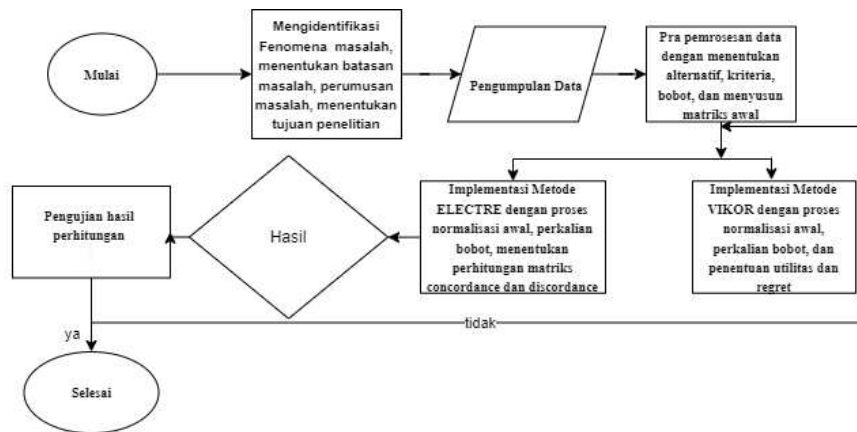 Mulai
Mengidentifikasi
Fenomena masalah,
menentukan batasan
masalah, perumusan
masalah, menentukan
tujuan penelitian
Pengumpulan Data
Pra pemrosesan data
dengan menentukan
alternatif, kriteria,
bobot, dan menyusun
matriks awal
Implementasi Metode
ELECTRE dengan proses
normalisasi awal, perkalian
bobot, menentukan
perhitungan matriks
concordance dan discordance
Implementasi Metode
VIKOR dengan proses
normalisasi awal,
perkalian bobot, dan
penentuan utilitas dan
regret
Hasil
Pengujian hasil
perhitungan
tidak
ya
Selesai